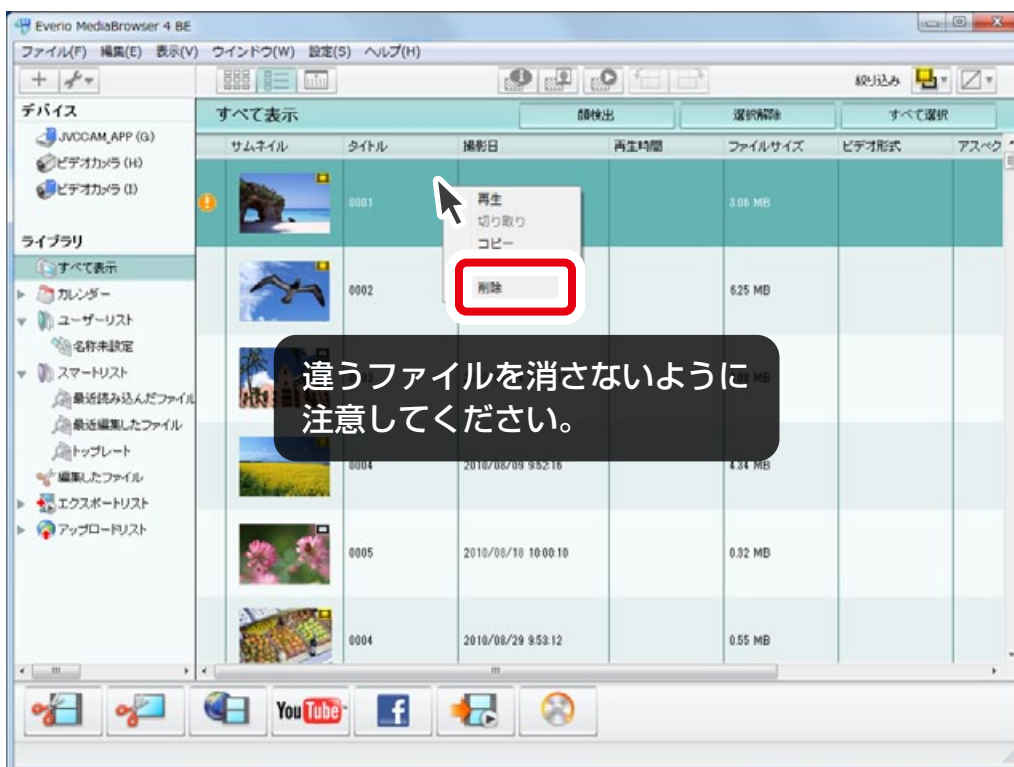 Everio MediaBrowser 4 BE
ファイル(F) 編集(E) 表示(V) ウインドウ(W) 設定(S) ヘルプ(H)
絞り込み
デバイス
JVCCAM_APP (G)
ビデオカメラ (H)
ビデオカメラ (I)
ライブラリ
すべて表示
カレンダー
ユーザーリスト
名称未設定
スマートリスト
最近読み込んだファイル
最近編集したファイル
トップレート
編集したファイル
エクスポートリスト
アップロードリスト
すべて表示 顔検出 選択解除 すべて選択
サムネイル タイトル 撮影日 再生時間 ファイルサイズ ビデオ形式 アスペク
0001 3.06 MB
再生
切り取り
コピー
削除
0002 6.25 MB
違うファイルを消さないように
注意してください。
MB
0004 2010/08/09 9:52:16 4.34 MB
0005 2010/08/18 10:00:10 0.32 MB
0004 2010/08/29 9:53:12 0.55 MB
YouTube
f